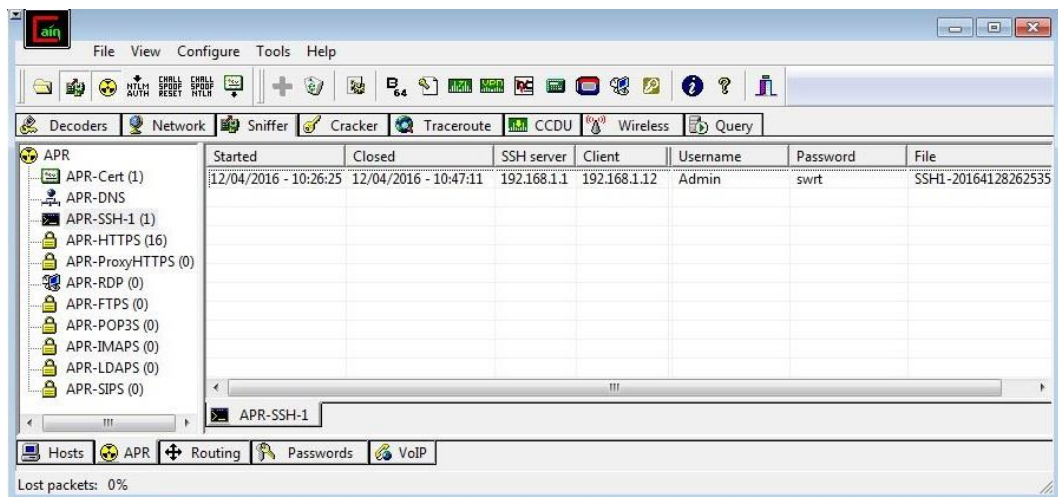 Cain
File View Configure Tools Help
NTLM AUTH CHALL SPOOF RESET CHALL SPOOF NTLM B64 RC
Decoders Network Sniffer Cracker Traceroute CCDU Wireless Query
APR
APR-Cert (1)
APR-DNS
APR-SSH-1 (1)
APR-HTTPS (16)
APR-ProxyHTTPS (0)
APR-RDP (0)
APR-FTPS (0)
APR-POP3S (0)
APR-IMAPS (0)
APR-LDAPS (0)
APR-SIPS (0)
Started Closed SSH server Client Username Password File
12/04/2016 - 10:26:25 12/04/2016 - 10:47:11 192.168.1.1 192.168.1.12 Admin swrt SSH1-20164128262535
APR-SSH-1
Hosts APR Routing Passwords VoIP
Lost packets: 0%